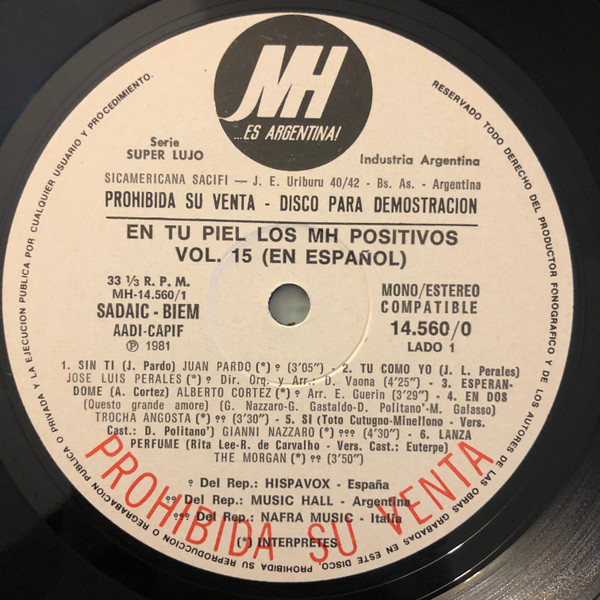 MH
...ES ARGENTINA!
Serie
SUPER LUJO
Industria Argentina
SICAMERICANA SACIFI — J. E. Uriburu 40/42 - Bs. As. - Argentina
PROHIBIDA SU VENTA - DISCO PARA DEMOSTRACION
EN TU PIEL LOS MH POSITIVOS
VOL. 15 (EN ESPAÑOL)
33 ⅓ R. P. M.
MH-14.560/1
SADAIC - BIEM
AADI-CAPIF
Ⓟ 1981
MONO/ESTEREO
COMPATIBLE
14.560/0
LADO 1
1. SIN TI (J. Pardo) JUAN PARDO (*) º (3'05") - 2. TU COMO YO (J. L. Perales)
JOSE LUIS PERALES (*) º Dir. Orq. y Arr.: D. Vaona (4'25") - 3. ESPERAN-
DOME (A. Cortez) ALBERTO CORTEZ (*) º Arr. E. Guerin (3'29") - 4. EN DOS
(Questo grande amore) (G. Nazzaro-G. Gastaldo-D. Politano'-M. Galasso)
TROCHA ANGOSTA (*) ºº (3'36") - 5. SI (Toto Cutugno-Minellono - Vers.
Cast.: D. Politano') GIANNI NAZZARO (*) ººº (4'30") - 6. LANZA
PERFUME (Rita Lee-R. de Carvalho - Vers. Cast.: Euterpe)
THE MORGAN (*) ºº (3'50")
º Del Rep.: HISPAVOX - España
ºº Del Rep.: MUSIC HALL - Argentina
ººº Del Rep.: NAFRA MUSIC - Italia
(*) INTERPRETES
PROHIBIDA SU VENTA
RESERVADO TODO DERECHO DEL PRODUCTOR FONOGRAFICO Y DE LOS AUTORES DE LAS OBRAS GRABADAS EN ESTE DISCO. PROHIBIDA SU REPRODUCCION O REGRABACION PUBLICA O PRIVADA Y LA EJECUCION PUBLICA POR CUALQUIER USUARIO Y PROCEDIMIENTO.